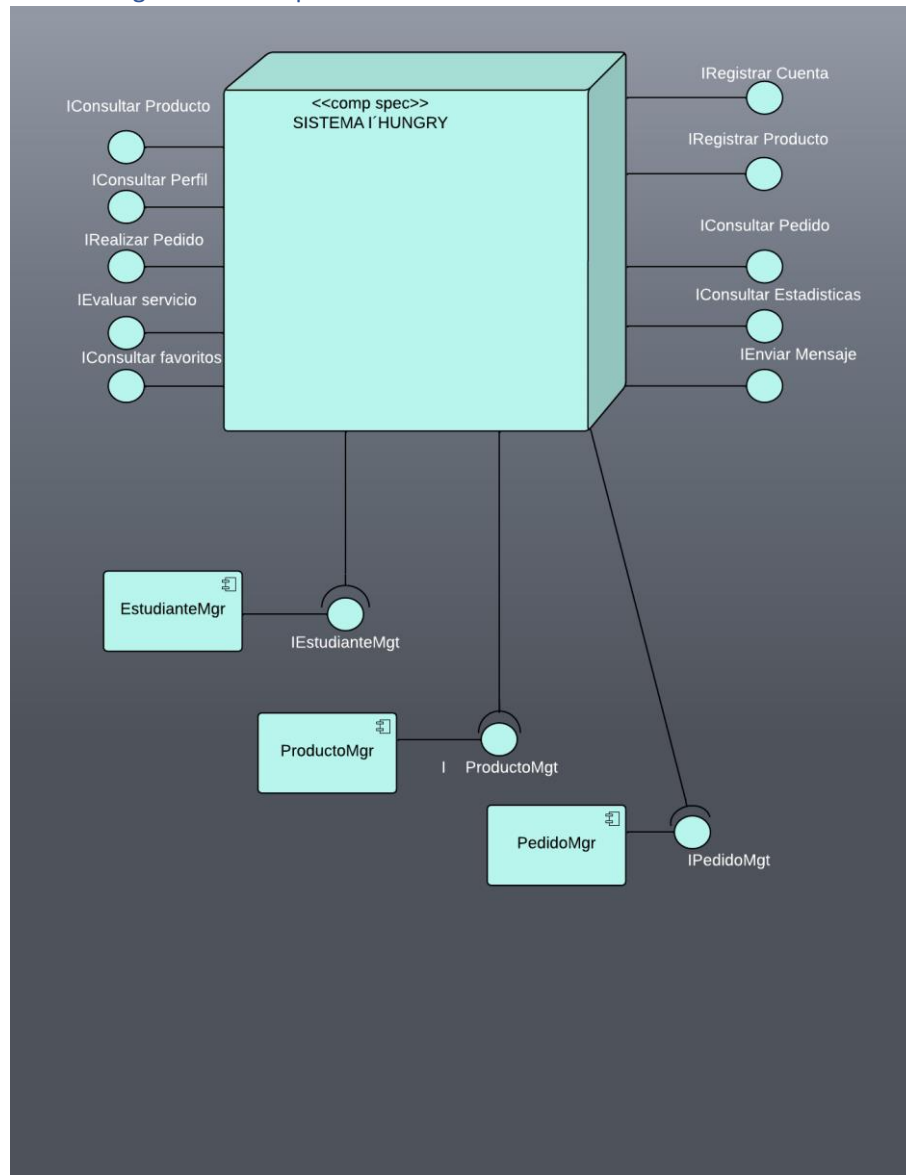 <<comp spec>>
SISTEMA I´HUNGRY
IConsultar Producto
IConsultar Perfil
IRealizar Pedido
IEvaluar servicio
IConsultar favoritos
IRegistrar Cuenta
IRegistrar Producto
IConsultar Pedido
IConsultar Estadisticas
IEnviar Mensaje
EstudianteMgr
IEstudianteMgt
ProductoMgr
I ProductoMgt
PedidoMgr
IPedidoMgt